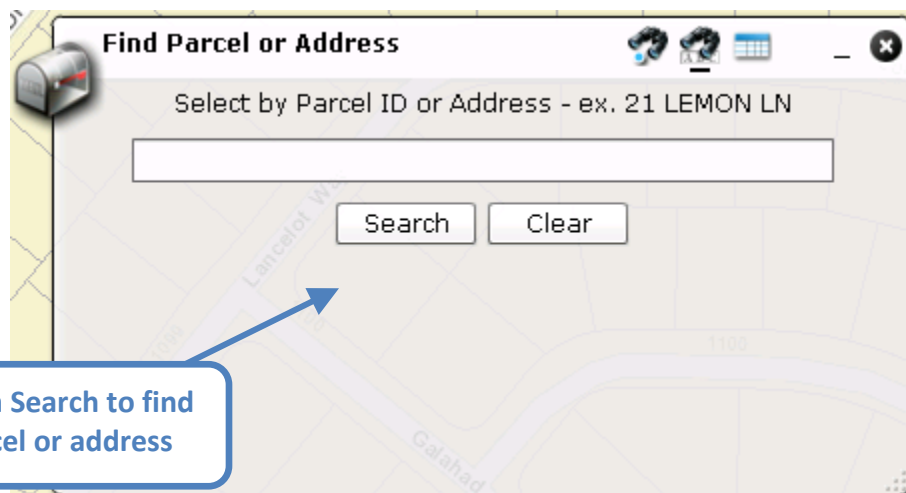 Find Parcel or Address
Select by Parcel ID or Address - ex. 21 LEMON LN
Search Clear
Lancelot Wa
1100
Search to find
or address
Galahad